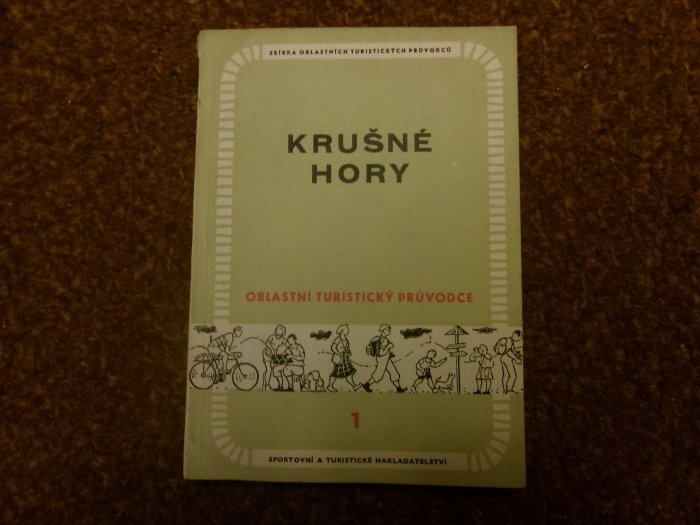 SBÍRKA OBLASTNÍCH TURISTICKÝCH PRŮVODCŮ
KRUŠNÉ
HORY
OBLASTNÍ TURISTICKÝ PRŮVODCE
1
SPORTOVNÍ A TURISTICKÉ NAKLADATELSTVÍ